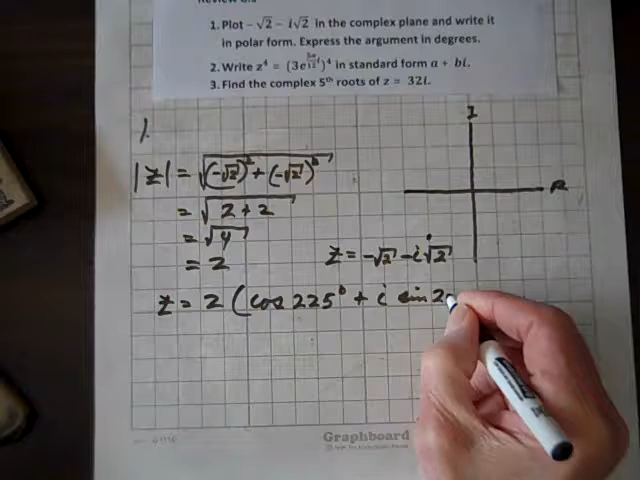 1. Plot −√2 − i√2 in the complex plane and write it
in polar form. Express the argument in degrees.
2. Write z⁴ = (3e^(5π/12 i))⁴ in standard form a + bi.
3. Find the complex 5th roots of z = 32i.
I
1.
|z| = √((-√2)² + (-√2)²)
R
= √(2 + 2)
= √4
= 2
z = -√2 - i√2
z = 2 (cos 225° + i sin 2
Graphboard